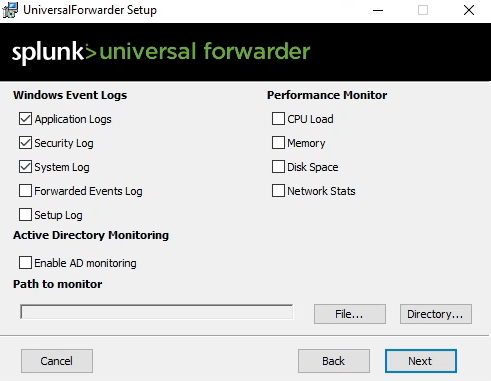 UniversalForwarder Setup
splunk>universal forwarder
Windows Event Logs
Application Logs
Security Log
System Log
Forwarded Events Log
Setup Log
Performance Monitor
CPU Load
Memory
Disk Space
Network Stats
Active Directory Monitoring
Enable AD monitoring
Path to monitor
File...
Directory...
Cancel
Back
Next